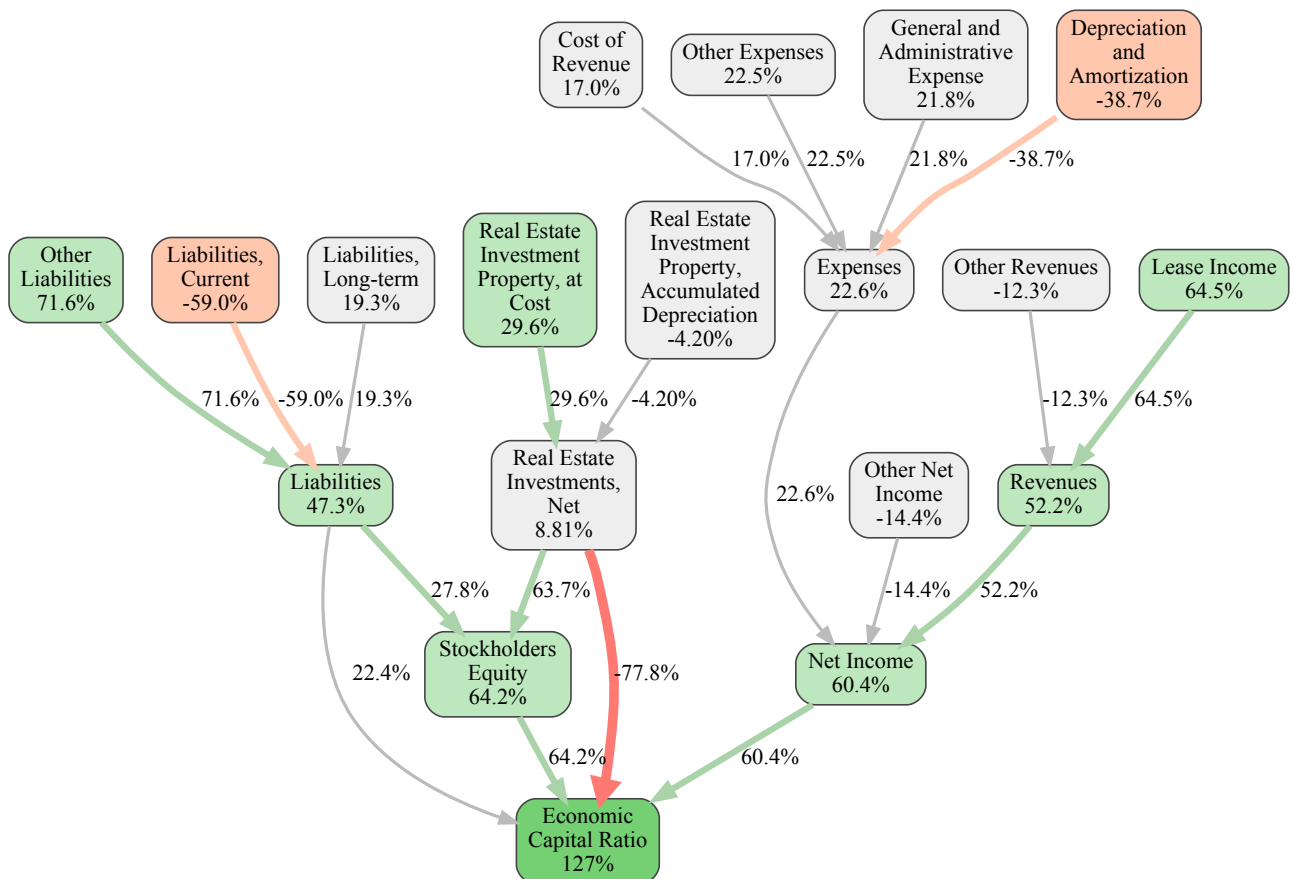 Cost of
Revenue
17.0%
Other Expenses
22.5%
General and
Administrative
Expense
21.8%
Depreciation
and
Amortization
-38.7%
17.0%
22.5%
21.8%
-38.7%
Other
Liabilities
71.6%
Liabilities,
Current
-59.0%
Liabilities,
Long-term
19.3%
Real Estate
Investment
Property, at
Cost
29.6%
Real Estate
Investment
Property,
Accumulated
Depreciation
-4.20%
Expenses
22.6%
Other Revenues
-12.3%
Lease Income
64.5%
71.6%
-59.0%
19.3%
29.6%
-4.20%
-12.3%
64.5%
Liabilities
47.3%
Real Estate
Investments,
Net
8.81%
22.6%
Other Net
Income
-14.4%
Revenues
52.2%
27.8%
63.7%
-14.4%
52.2%
22.4%
Stockholders
Equity
64.2%
-77.8%
Net Income
60.4%
64.2%
60.4%
Economic
Capital Ratio
127%